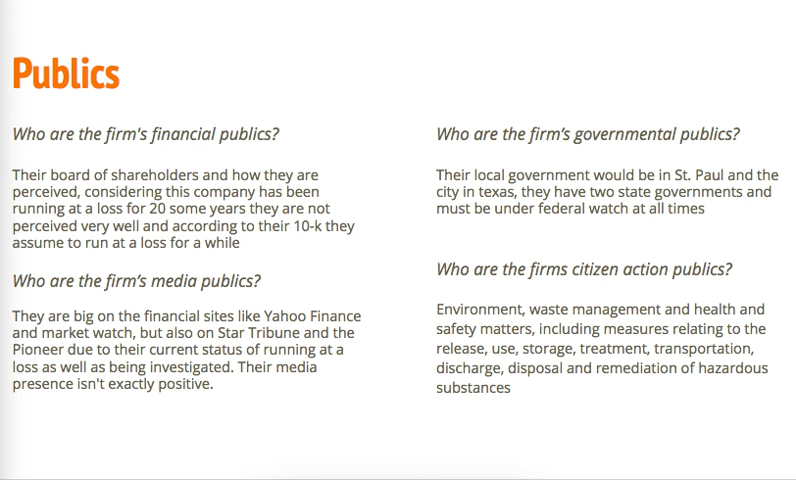 Publics
Who are the firm's financial publics?
Their board of shareholders and how they are
perceived, considering this company has been
running at a loss for 20 some years they are not
perceived very well and according to their 10-k they
assume to run at a loss for a while
Who are the firm’s media publics?
They are big on the financial sites like Yahoo Finance
and market watch, but also on Star Tribune and the
Pioneer due to their current status of running at a
loss as well as being investigated. Their media
presence isn't exactly positive.
Who are the firm’s governmental publics?
Their local government would be in St. Paul and the
city in texas, they have two state governments and
must be under federal watch at all times
Who are the firms citizen action publics?
Environment, waste management and health and
safety matters, including measures relating to the
release, use, storage, treatment, transportation,
discharge, disposal and remediation of hazardous
substances